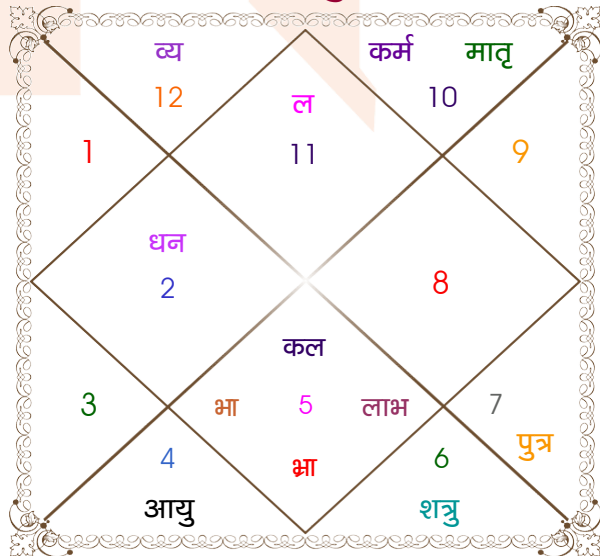 व्य कर्म मातृ
12 ल 10
1 11 9
धन
2 8
कल
3 भा 5 लाभ 7
पुत्र
4 भ्रा 6
आयु शत्रु